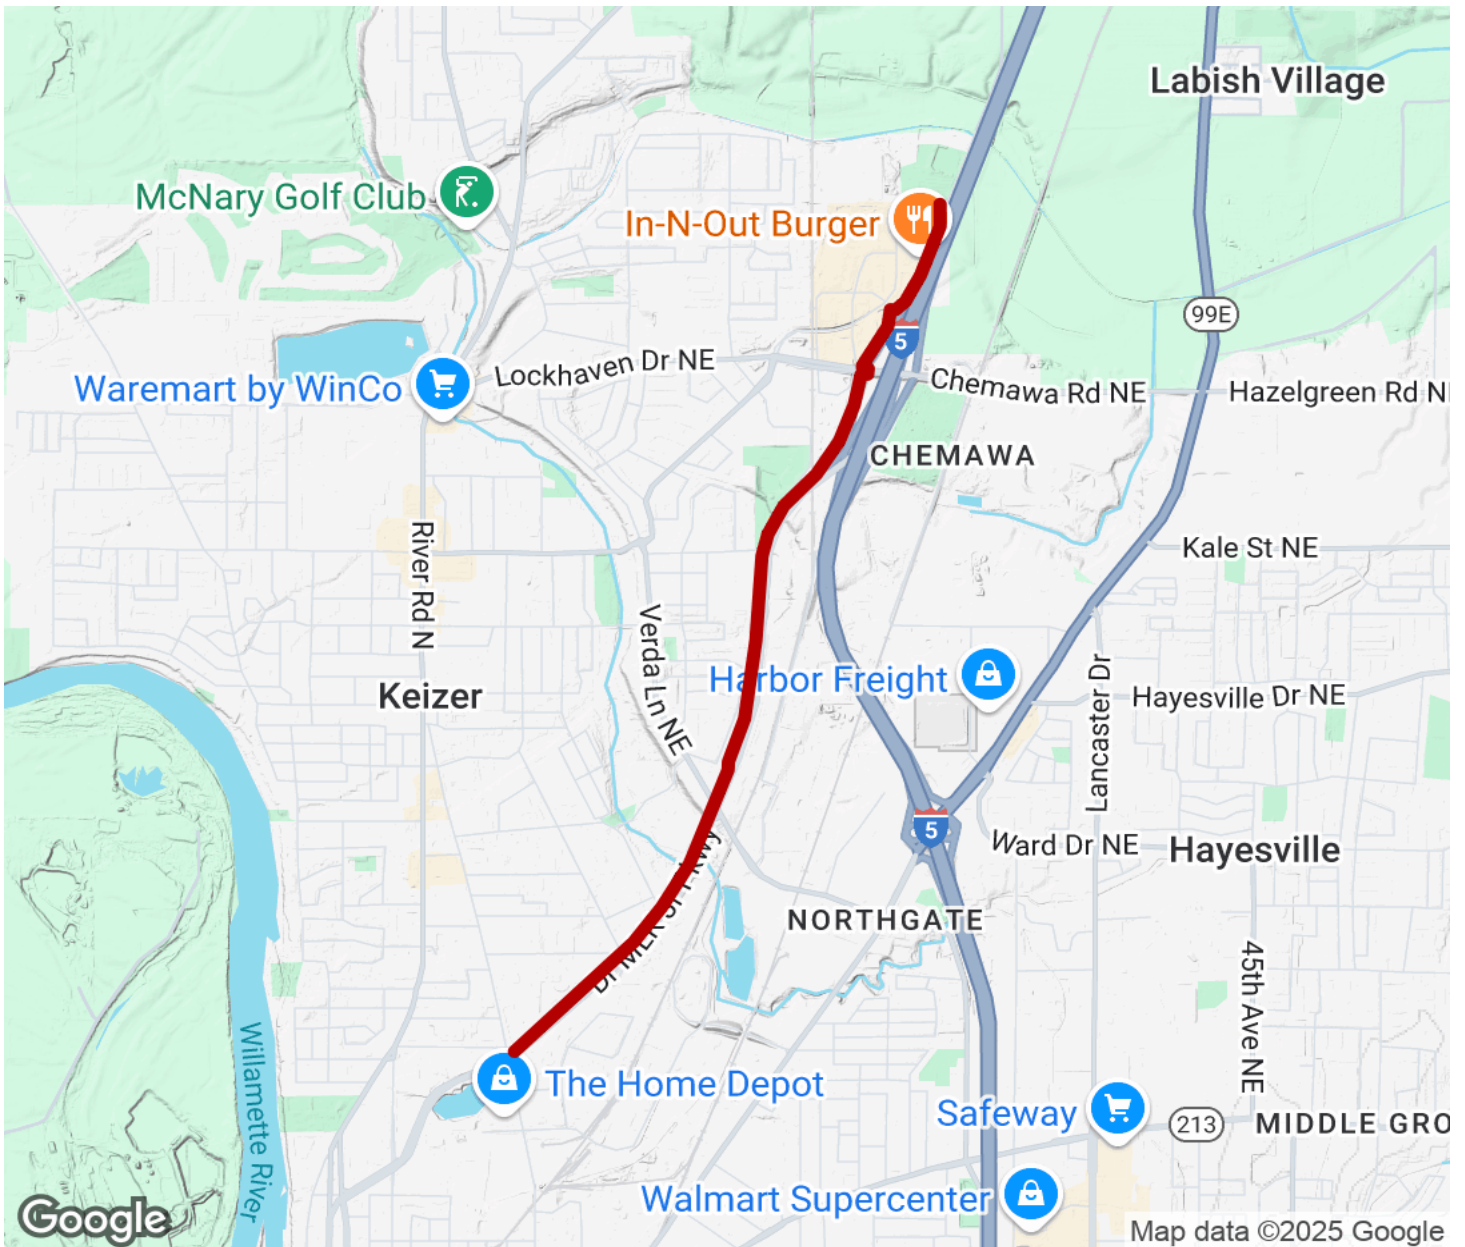 Labish Village
McNary Golf Club
In-N-Out Burger
99E
5
Lockhaven Dr NE
Waremart by WinCo
Chemawa Rd NE
Hazelgreen Rd N
CHEMAWA
River Rd N
Kale St NE
Verda Ln NE
Harbor Freight
Keizer
Lancaster Dr
Hayesville Dr NE
5
Ward Dr NE
Hayesville
NORTHGATE
45th Ave NE
Willamette River
The Home Depot
Safeway
213
MIDDLE GRO
Walmart Supercenter
Google
Map data ©2025 Google